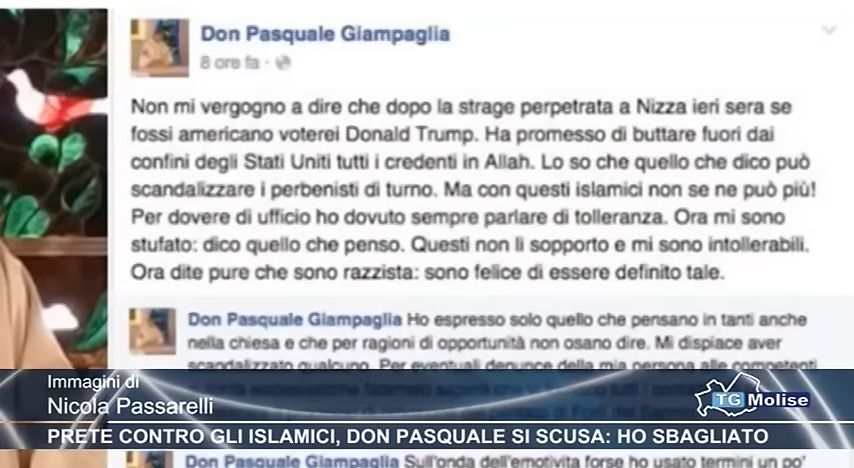 Don Pasquale Giampaglia
8 ore fa
Non mi vergogno a dire che dopo la strage perpetrata a Nizza ieri sera se
fossi americano voterei Donald Trump. Ha promesso di buttare fuori dai
confini degli Stati Uniti tutti i credenti in Allah. Lo so che quello che dico può
scandalizzare i perbenisti di turno. Ma con questi islamici non se ne può più!
Per dovere di ufficio ho dovuto sempre parlare di tolleranza. Ora mi sono
stufato: dico quello che penso. Questi non li sopporto e mi sono intollerabili.
Ora dite pure che sono razzista: sono felice di essere definito tale.
Don Pasquale Giampaglia Ho espresso solo quello che pensano in tanti anche
nella chiesa e che per ragioni di opportunità non osano dire. Mi dispiace aver
scandalizzato qualcuno. Per eventuali denunce della mia persona alle competenti
Immagini di
Nicola Passarelli
TG Molise
PRETE CONTRO GLI ISLAMICI, DON PASQUALE SI SCUSA: HO SBAGLIATO
Don Pasquale Giampaglia Sull'onda dell'emotività forse ho usato termini un po'